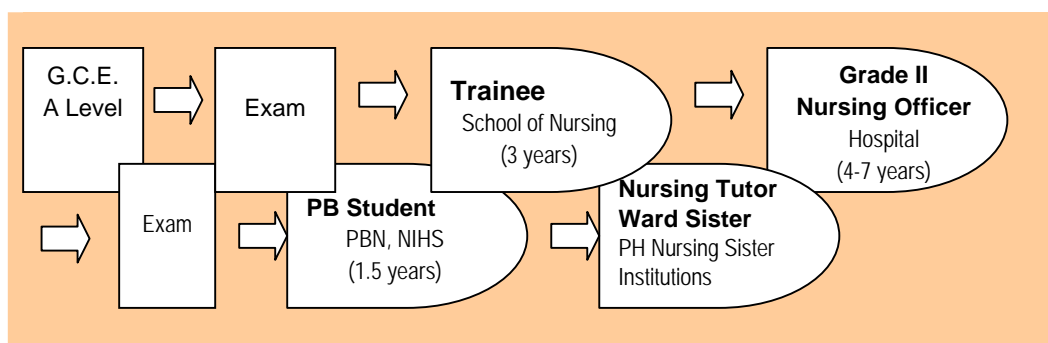 G.C.E.
A Level
Exam
Trainee
School of Nursing
(3 years)
Grade II
Nursing Officer
Hospital
(4-7 years)
Exam
PB Student
PBN, NIHS
(1.5 years)
Nursing Tutor
Ward Sister
PH Nursing Sister
Institutions